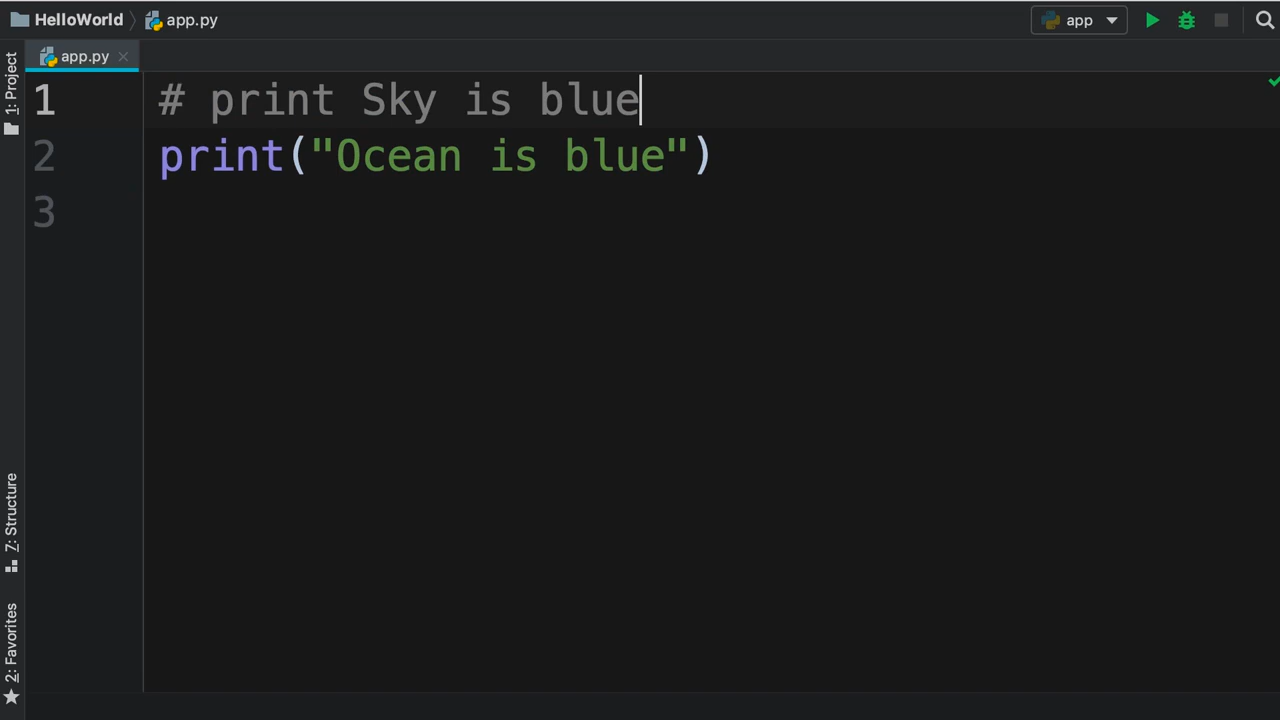 HelloWorld app.py app
app.py
1: Project
1 # print Sky is blue
2 print("Ocean is blue")
3
7: Structure
2: Favorites